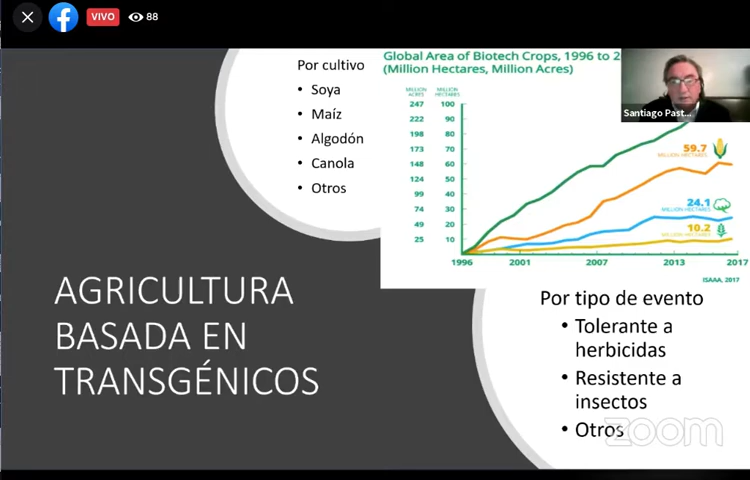 VIVO
88
Por cultivo
• Soya
• Maíz
• Algodón
• Canola
• Otros
Global Area of Biotech Crops, 1996 to 2
(Million Hectares, Million Acres)
Santiago Past...
MILLION ACRES
MILLION HECTARES
247 100
222 90
198 80
173 70
148 60
124 50
99 40
74 30
49 20
25 10
59.7
MILLION HECTARES
24.1
MILLION HECTARES
10.2
MILLION HECTARES
1996 2001 2007 2013 2017
ISAAA, 2017
AGRICULTURA
BASADA EN
TRANSGÉNICOS
Por tipo de evento
• Tolerante a
herbicidas
• Resistente a
insectos
• Otros
zoom